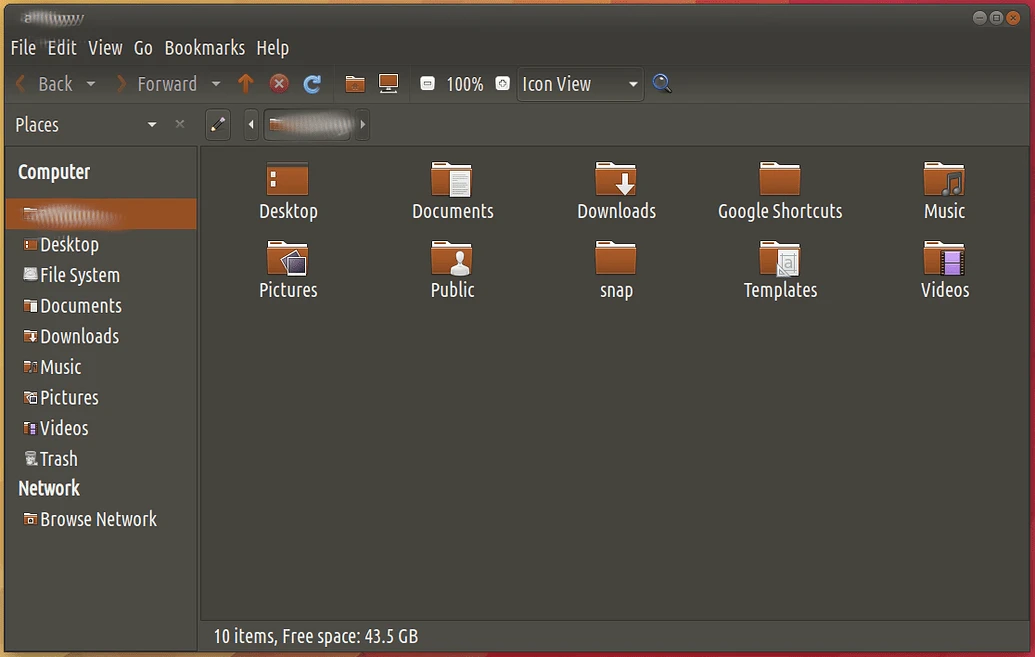 File Edit View Go Bookmarks Help
Back Forward 100% Icon View
Places
Computer
Desktop
File System
Documents
Downloads
Music
Pictures
Videos
Trash
Network
Browse Network
Desktop Documents Downloads Google Shortcuts Music
Pictures Public snap Templates Videos
10 items, Free space: 43.5 GB